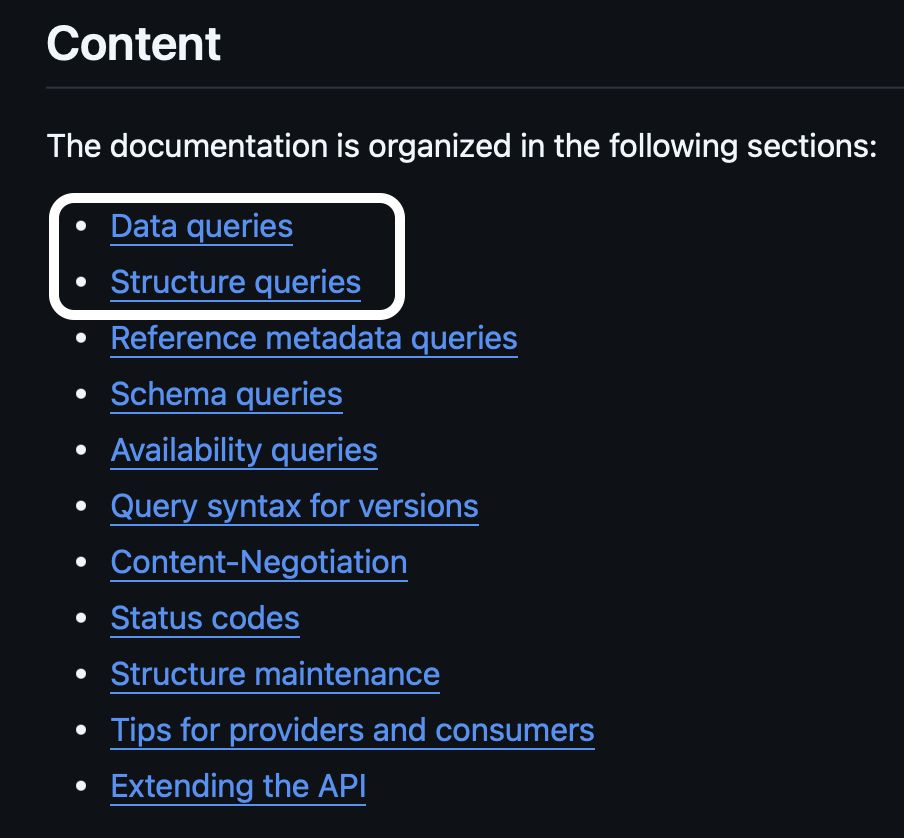 Content
The documentation is organized in the following sections:
Data queries
Structure queries
Reference metadata queries
Schema queries
Availability queries
Query syntax for versions
Content-Negotiation
Status codes
Structure maintenance
Tips for providers and consumers
Extending the API